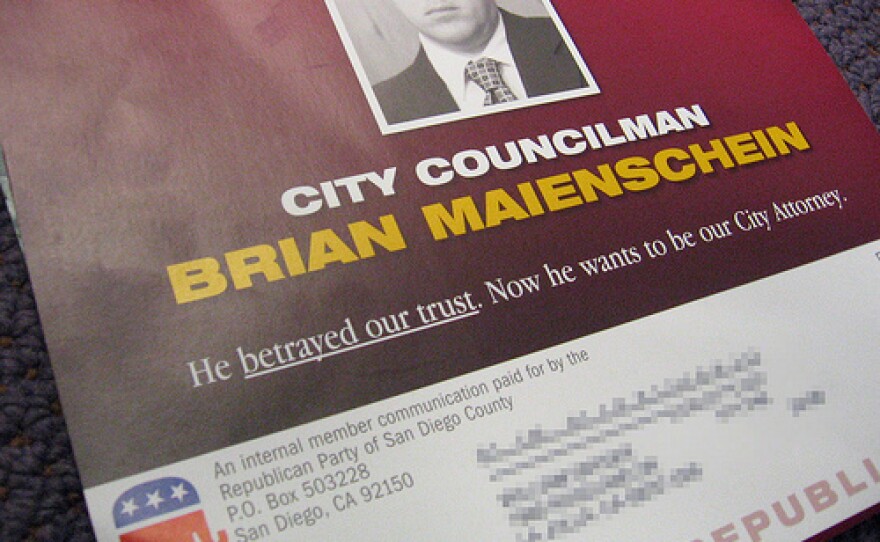 CITY COUNCILMAN
BRIAN MAIENSCHEIN
He betrayed our trust. Now he wants to be our City Attorney.
An internal member communication paid for by the
Republican Party of San Diego County
P.O. Box 503228
San Diego, CA 92150